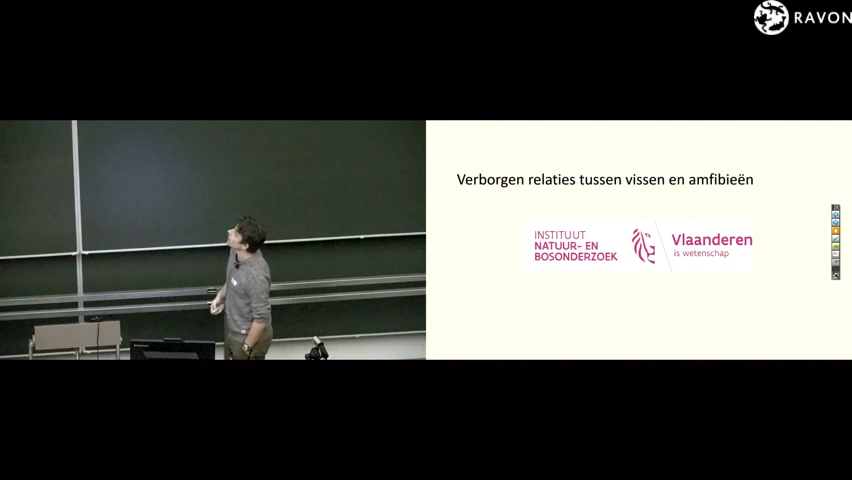 RAVON
Verborgen relaties tussen vissen en amfibieën
INSTITUUT
NATUUR- EN
BOSONDERZOEK
Vlaanderen
is wetenschap